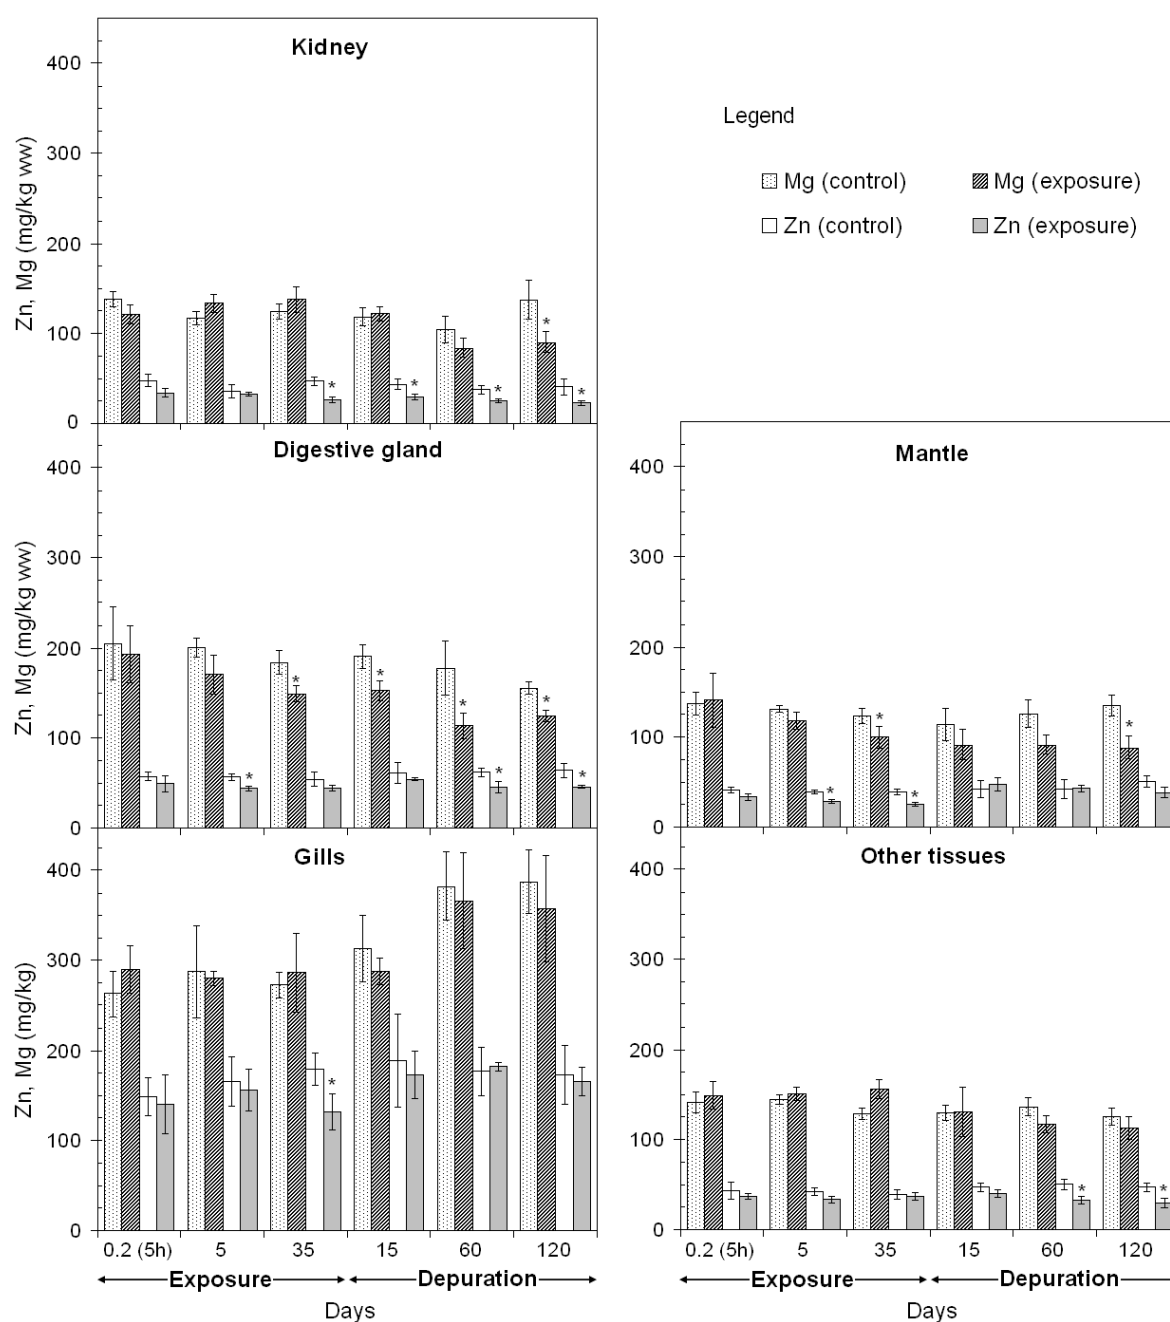 Kidney
Zn, Mg (mg/kg ww)
400
300
200
100
0
* * * * *
Legend
Mg (control) Mg (exposure)
Zn (control) Zn (exposure)
Digestive gland
Zn, Mg (mg/kg ww)
400
300
200
100
0
* * * * * * *
Mantle
400
300
200
100
0
* * * *
Gills
Zn, Mg (mg/kg)
400
300
200
100
0
*
0.2 (5h) 5 35 15 60 120
Exposure Depuration
Days
Other tissues
400
300
200
100
0
* *
0.2 (5h) 5 35 15 60 120
Exposure Depuration
Days